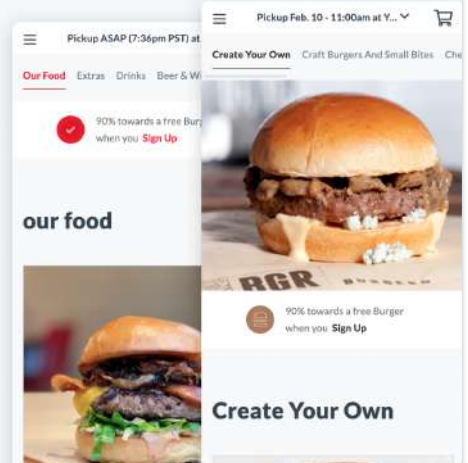 Pickup ASAP (7:36pm PST) at
Our Food Extras Drinks Beer & Wi
90% towards a free Burg
when you Sign Up
our food
Pickup Feb. 10 - 11:00am at Y...
Create Your Own Craft Burgers And Small Bites Che
BGR
90% towards a free Burger
when you Sign Up
Create Your Own